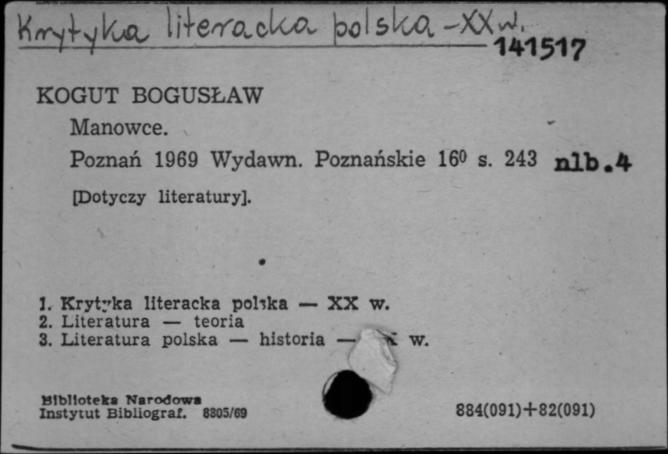 Krytyka literacka polska - XX w.
141517
KOGUT BOGUSŁAW
Manowce.
Poznań 1969 Wydawn. Poznańskie 16⁰ s. 243 nlb.4
[Dotyczy literatury].
1. Krytyka literacka polska — XX w.
2. Literatura — teoria
3. Literatura polska — historia — w.
Biblioteka Narodowa
Instytut Bibliograf. 8805/69
884(091)+82(091)